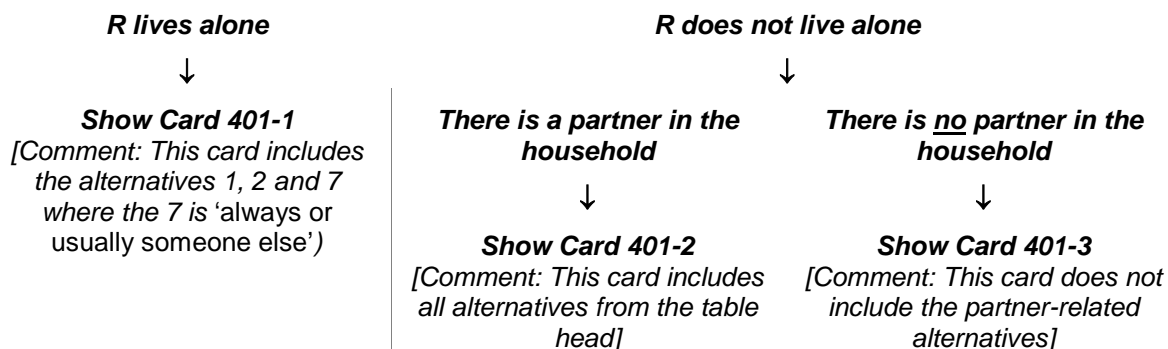 R lives alone
↓
Show Card 401-1
[Comment: This card includes
the alternatives 1, 2 and 7
where the 7 is ‘always or
usually someone else’)
R does not live alone
↓
There is a partner in the
household
↓
Show Card 401-2
[Comment: This card includes
all alternatives from the table
head]
There is no partner in the
household
↓
Show Card 401-3
[Comment: This card does not
include the partner-related
alternatives]